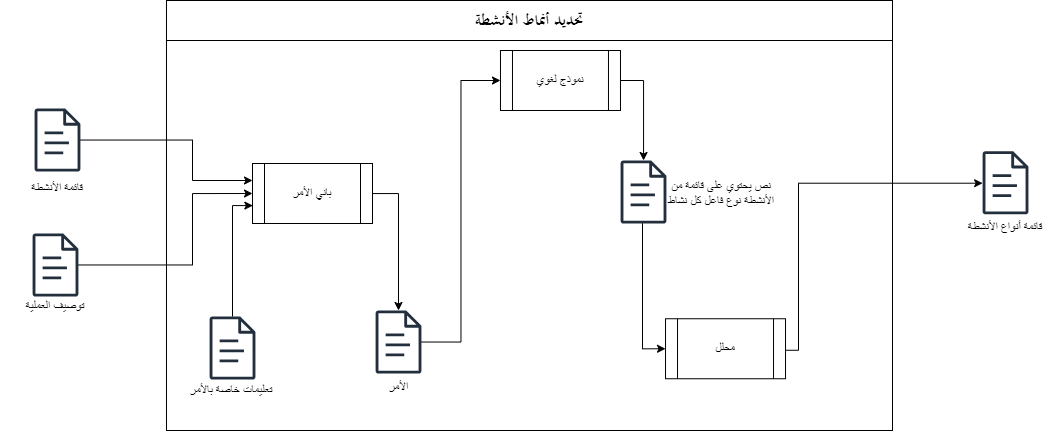 تحديد أنماط الأنشطة
نموذج لغوي
قائمة الأنشطة
باني الأمر
نص يحتوي على قائمة من
الأنشطة نوع فاعل كل نشاط
قائمة أنواع الأنشطة
توصيف العملية
تعليمات خاصة بالأمر
الأمر
محلل